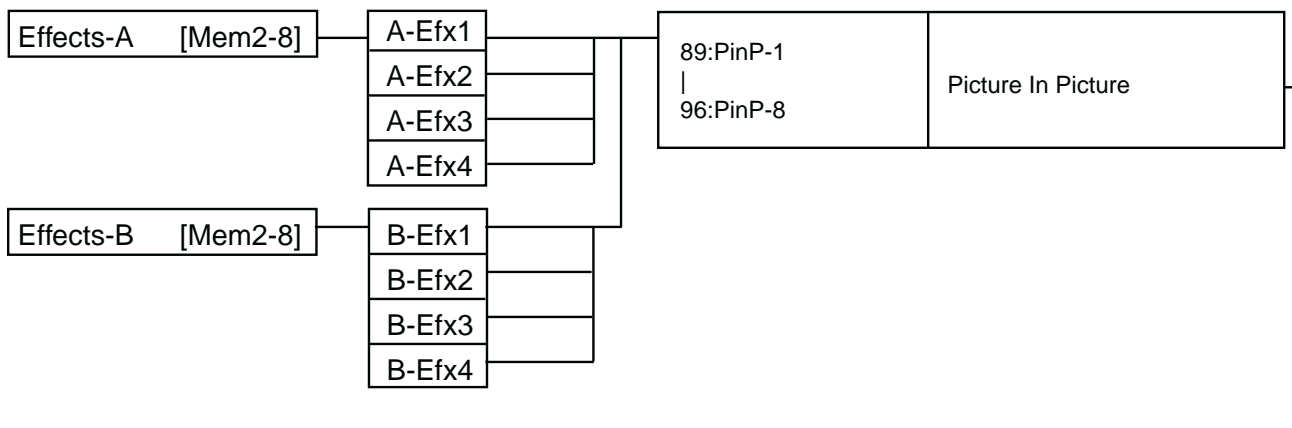 Effects-A [Mem2-8]
A-Efx1
A-Efx2
A-Efx3
A-Efx4
89:PinP-1
|
96:PinP-8
Picture In Picture
Effects-B [Mem2-8]
B-Efx1
B-Efx2
B-Efx3
B-Efx4